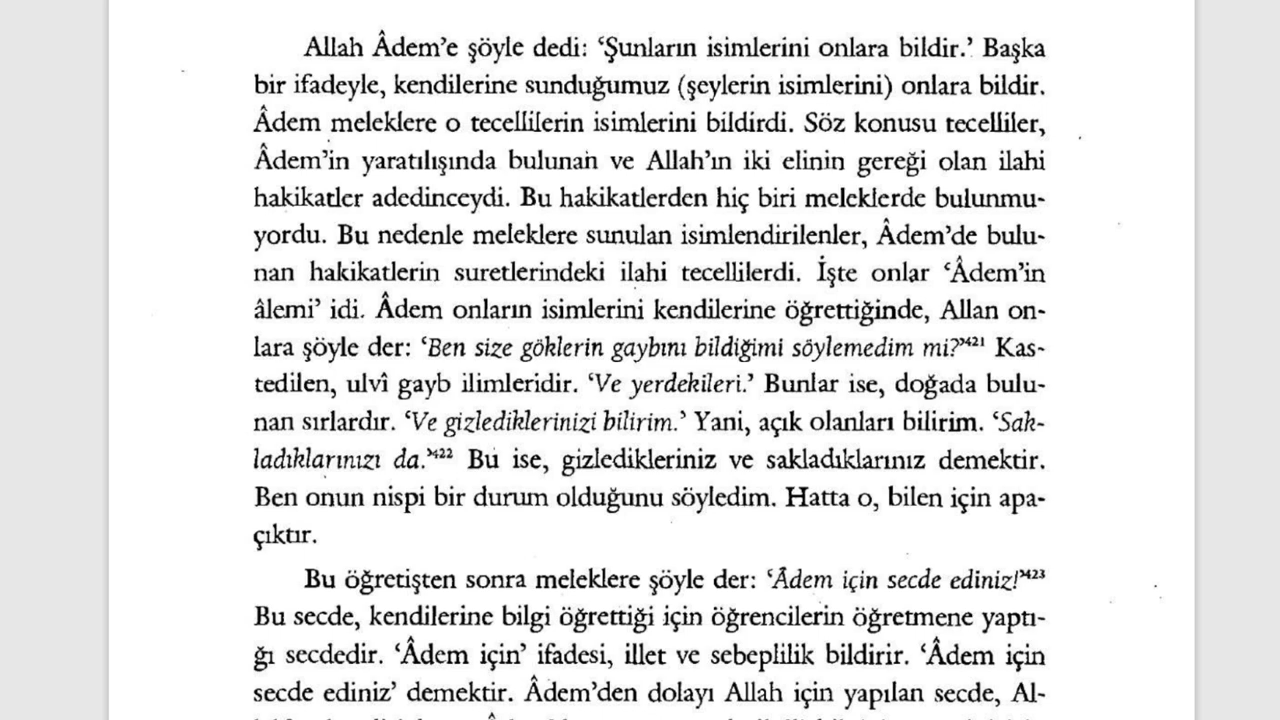 Allah Âdem’e şöyle dedi: ‘Şunların isimlerini onlara bildir.’ Başka
bir ifadeyle, kendilerine sunduğumuz (şeylerin isimlerini) onlara bildir.
Âdem meleklere o tecellilerin isimlerini bildirdi. Söz konusu tecelliler,
Âdem’in yaratılışında bulunan ve Allah’ın iki elinin gereği olan ilahi
hakikatler adedinceydi. Bu hakikatlerden hiç biri meleklerde bulunmu-
yordu. Bu nedenle meleklere sunulan isimlendirilenler, Âdem’de bulu-
nan hakikatlerin suretlerindeki ilahi tecellilerdi. İşte onlar ‘Âdem’in
âlemi’ idi. Âdem onların isimlerini kendilerine öğrettiğinde, Allan on-
lara şöyle der: ‘Ben size göklerin gaybını bildiğimi söylemedim mi?’⁴²¹ Kas-
tedilen, ulvî gayb ilimleridir. ‘Ve yerdekileri.’ Bunlar ise, doğada bulu-
nan sırlardır. ‘Ve gizlediklerinizi bilirim.’ Yani, açık olanları bilirim. ‘Sak-
ladıklarınızı da.’⁴²² Bu ise, gizledikleriniz ve sakladıklarınız demektir.
Ben onun nispi bir durum olduğunu söyledim. Hatta o, bilen için apa-
çıktır.
Bu öğretişten sonra meleklere şöyle der: ‘Âdem için secde ediniz!’⁴²³
Bu secde, kendilerine bilgi öğrettiği için öğrencilerin öğretmene yaptı-
ğı secdedir. ‘Âdem için’ ifadesi, illet ve sebeplilik bildirir. ‘Âdem için
secde ediniz’ demektir. Âdem’den dolayı Allah için yapılan secde, Al-